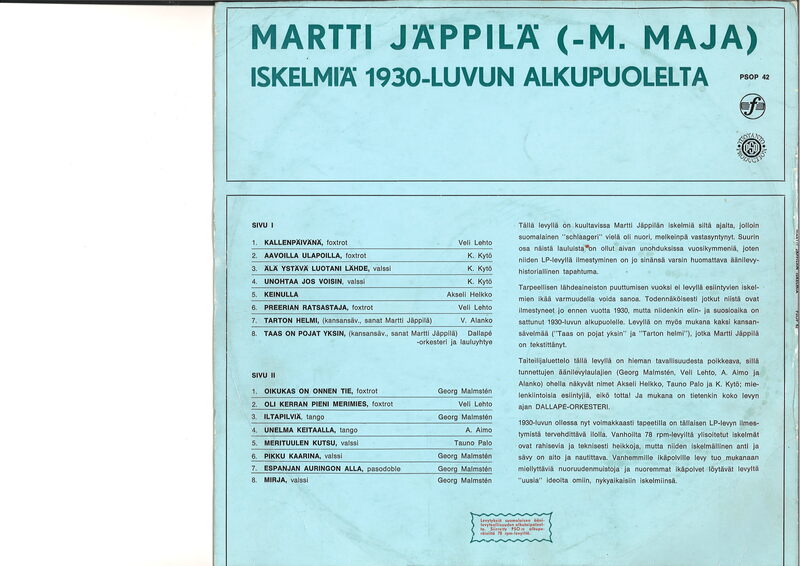 MARTTI JÄPPILÄ (-M. MAJA)
ISKELMIÄ 1930-LUVUN ALKUPUOLELTA
PSOP 42
f
PSO
SIVU I
1. KALLENPÄIVÄNÄ, foxtrot Veli Lehto
2. AAVOILLA ULAPOILLA, foxtrot K. Kytö
3. ÄLÄ YSTÄVÄ LUOTANI LÄHDE, valssi K. Kytö
4. UNOHTAA JOS VOISIN, valssi K. Kytö
5. KEINULLA Akseli Helkko
6. PREERIAN RATSASTAJA, foxtrot Veli Lehto
7. TARTON HELMI, (kansansäv., sanat Martti Jäppilä) V. Alanko
8. TAAS ON POJAT YKSIN, (kansansäv., sanat Martti Jäppilä) Dallapé
-orkesteri ja lauluyhtye
SIVU II
1. OIKUKAS ON ONNEN TIE, foxtrot Georg Malmstén
2. OLI KERRAN PIENI MERIMIES, foxtrot Veli Lehto
3. ILTAPILVIÄ, tango Georg Malmstén
4. UNELMA KEITAALLA, tango A. Aimo
5. MERITUULEN KUTSU, valssi Tauno Palo
6. PIKKU KAARINA, valssi Georg Malmstén
7. ESPANJAN AURINGON ALLA, pasodoble Georg Malmstén
8. MIRJA, valssi Georg Malmstén
Tällä levyllä ön kuultavissa Martti Jäppilän iskelmiä siltä ajalta, jolloin
suomalainen "schlaageri" vielä oli nuori, melkeinpä vastasyntynyt. Suurin
osa näistä lauluista on ollut aivan unohduksissa vuosikymmeniä, joten
niiden LP-levyllä ilmestyminen on jo sinänsä varsin huomattava äänilevy-
historiallinen tapahtuma.
Tarpeellisen lähdeaineiston puuttumisen vuoksi ei levyllä esiintyvien iskel-
mien ikää varmuudella voida sanoa. Todennäköisesti jotkut niistä ovat
ilmestyneet jo ennen vuotta 1930, mutta niidenkin elin- ja suosioaika on
sattunut 1930-luvun alkupuolelle. Levyllä on myös mukana kaksi kansan-
sävelmää ("Taas on pojat yksin" ja "Tarton helmi"), jotka Martti Jäppilä
on tekstittänyt.
Taiteilijaluettelo tällä levyllä on hieman tavallisuudesta poikkeava, sillä
tunnettujen äänilevylaulajien (Georg Malmstén, Veli Lehto, A. Aimo ja
Alanko) ohella näkyvät nimet Akseli Helkko, Tauno Palo ja K. Kytö; mie-
lenkiintoisia esiintyjiä, eikö totta! Ja mukana on tietenkin koko levyn
ajan DALLAPÉ-ORKESTERI.
1930-luvun ollessa nyt voimakkaasti tapeetilla on tällaisen LP-levyn ilmes-
tymistä tervehdittävä ilolla. Vanhoilta 78 rpm-levyiltä ylisoitetut iskelmät
ovat rahisevia ja teknisesti heikkoja, mutta niiden iskelmällinen anti ja
sävy on aito ja nautittava. Vanhemmille ikäpolville levy tuo mukanaan
miellyttäviä nuoruudenmuistoja ja nuoremmat ikäpolvet löytävät levyltä
"uusia" ideoita omiin, nykyaikaisiin iskelmiinsä.